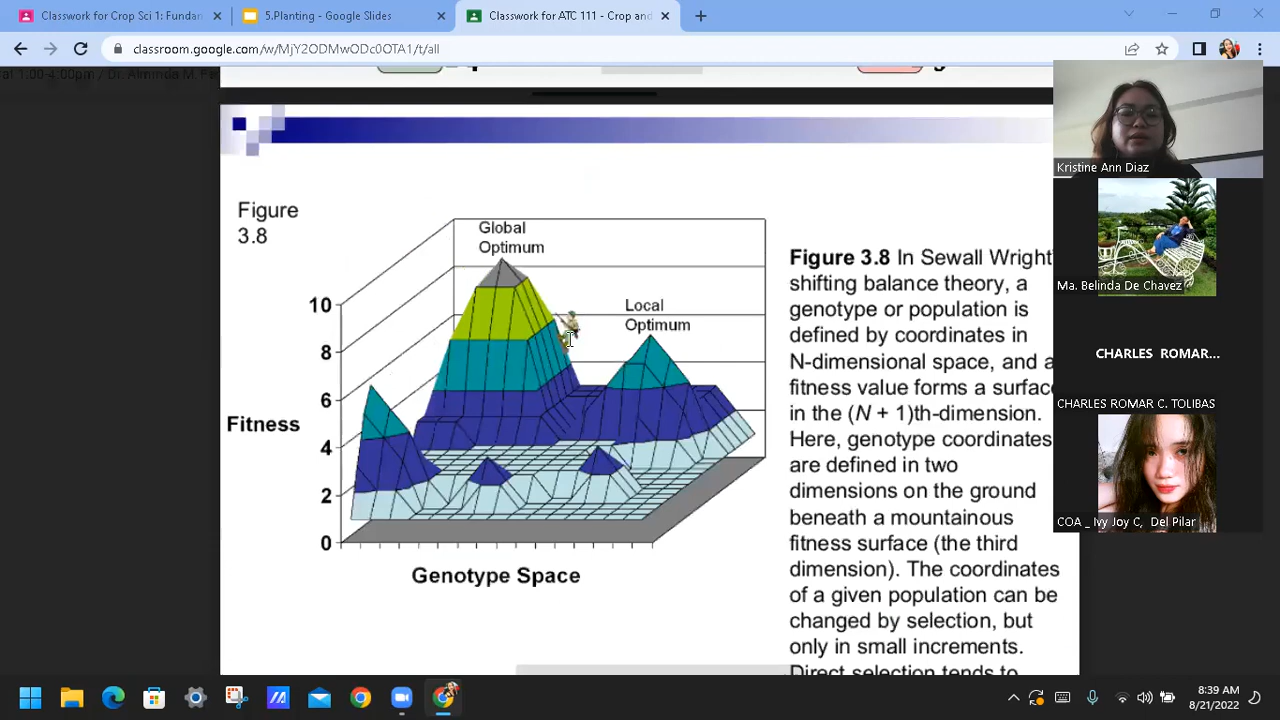 Crop Sci 1: Fundar
5.Planting - Google Slides
Classwork for ATC 111 - Crop and
classroom.google.com/w/MjY2ODMwODc0OTA1/t/all
Figure
3.8
Global
Optimum
Local
Optimum
10
8
6
4
2
0
Fitness
Genotype Space
Figure 3.8 In Sewall Wright'
shifting balance theory, a
genotype or population is
defined by coordinates in
N-dimensional space, and a
fitness value forms a surface
in the (N + 1)th-dimension.
Here, genotype coordinates
are defined in two
dimensions on the ground
beneath a mountainous
fitness surface (the third
dimension). The coordinates
of a given population can be
changed by selection, but
only in small increments.
Direct selection tends to
Kristine Ann Diaz
Ma. Belinda De Chavez
CHARLES ROMAR...
CHARLES ROMAR C. TOLIBAS
COA _ Ivy Joy C, Del Pilar
8:39 AM
8/21/2022